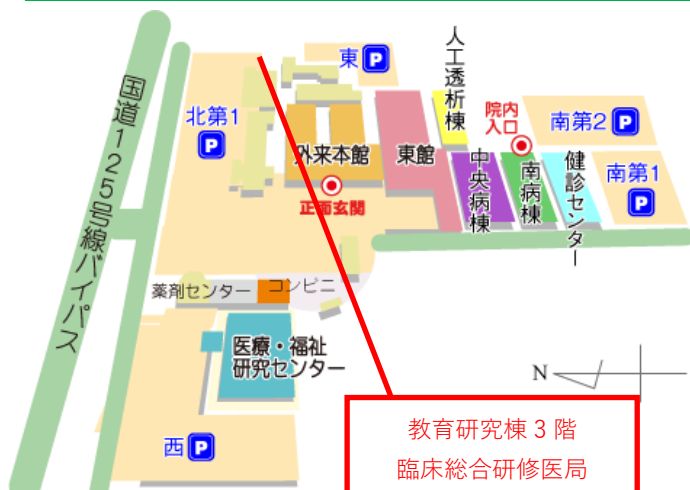 国道125号線バイパス
北第1
P
東 P
外来本館
正面玄関
東館
人工透析棟
中央病棟
院内
入口
南病棟
健診センター
南第2 P
南第1
P
薬剤センター
コンビニ
医療・福祉
研究センター
西 P
N
教育研究棟3階
臨床総合研修医局